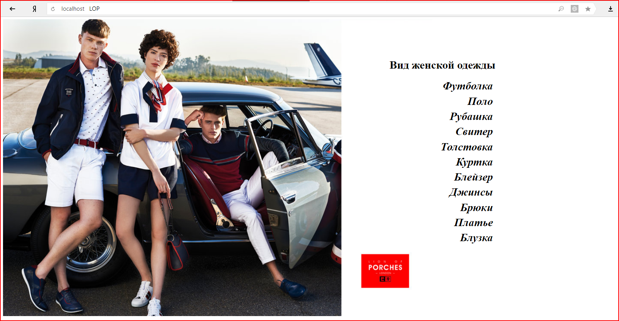 Я localhost LOP
Вид женской одежды
Футболка
Поло
Рубашка
Свитер
Толстовка
Куртка
Блейзер
Джинсы
Брюки
Платье
Блузка
PORCHES